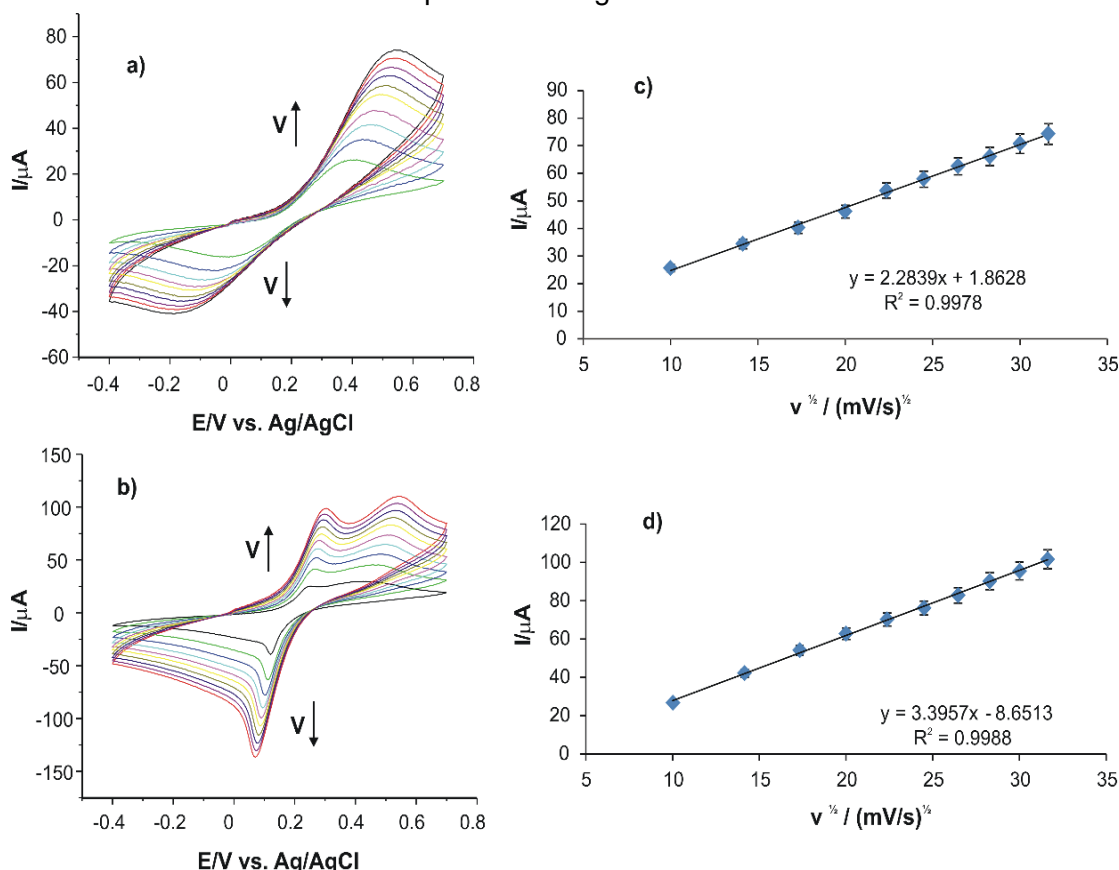 a)
80
60
40
20
0
-20
-40
-60
I/µA
V
V
-0.4 -0.2 0 0.2 0.4 0.6 0.8
E/V vs. Ag/AgCl
c)
90
80
70
60
50
40
30
20
10
0
I/µA
y = 2.2839x + 1.8628
R² = 0.9978
5 10 15 20 25 30 35
v ½ / (mV/s)½
b)
150
100
50
0
-50
-100
-150
I/µA
V
V
-0.4 -0.2 0 0.2 0.4 0.6 0.8
E/V vs. Ag/AgCl
d)
120
100
80
60
40
20
0
I/µA
y = 3.3957x - 8.6513
R² = 0.9988
5 10 15 20 25 30 35
v ½ / (mV/s)½